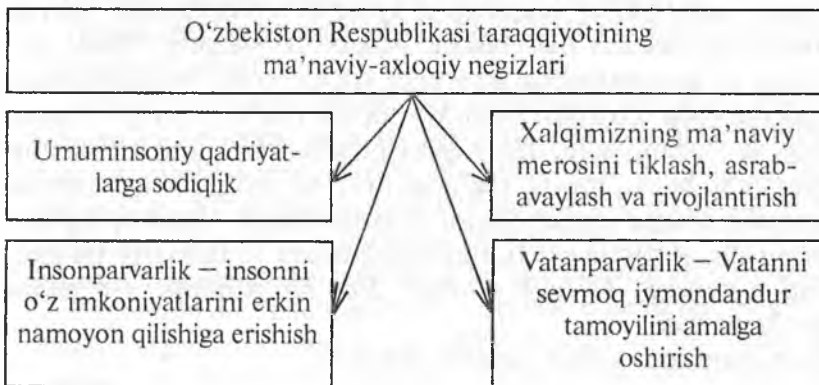 O‘zbekiston Respublikasi taraqqiyotining
ma’naviy-axloqiy negizlari
Umuminsoniy qadriyat-
larga sodiqlik
Xalqimizning ma’naviy
merosini tiklash, asrab-
avaylash va rivojlantirish
Insonparvarlik — insonni
o‘z imkoniyatlarini erkin
namoyon qilishiga erishish
Vatanparvarlik — Vatanni
sevmoq iymondandur
tamoyilini amalga
oshirish